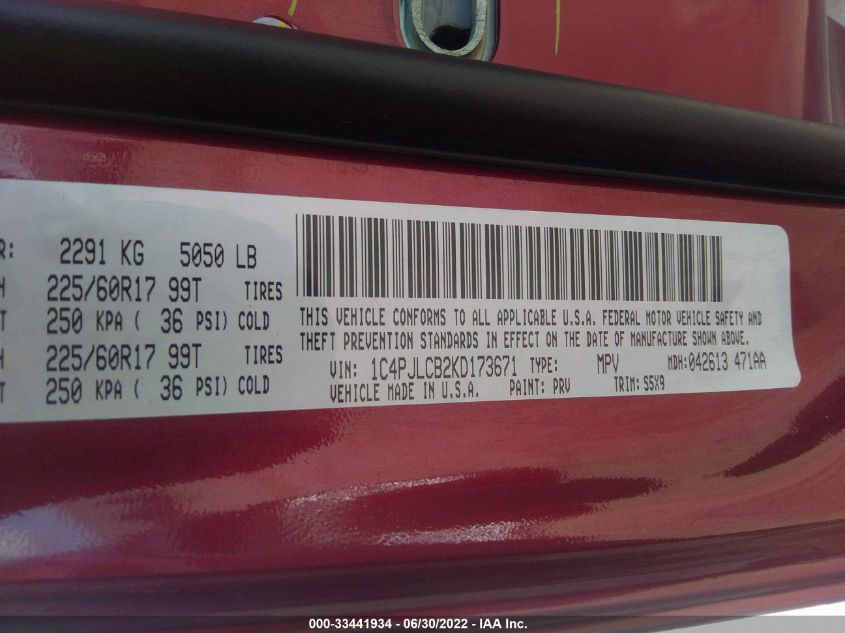 R: 2291 KG 5050 LB
H 225/60R17 99T TIRES
T 250 KPA ( 36 PSI) COLD
H 225/60R17 99T TIRES
T 250 KPA ( 36 PSI) COLD
THIS VEHICLE CONFORMS TO ALL APPLICABLE U.S.A. FEDERAL MOTOR VEHICLE SAFETY AND
THEFT PREVENTION STANDARDS IN EFFECT ON THE DATE OF MANUFACTURE SHOWN ABOVE.
VIN: 1C4PJLCB2KD173671 TYPE: MPV MDH:042613 471AA
VEHICLE MADE IN U.S.A. PAINT: PRV TRIM: S5X9
000-33441934 - 06/30/2022 - IAA Inc.